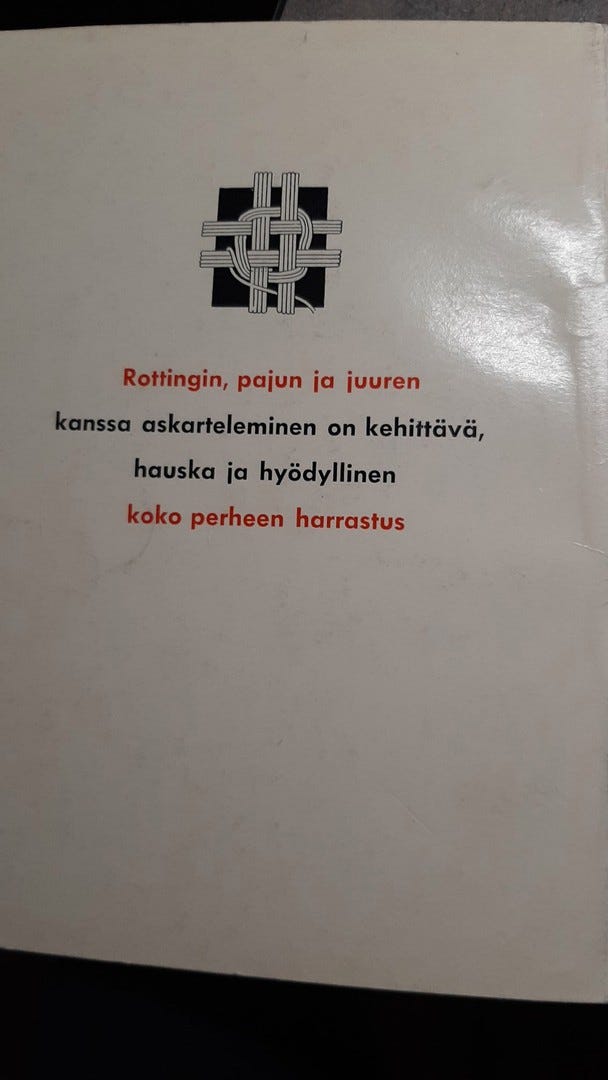 Rottingin, pajun ja juuren
kanssa askarteleminen on kehittävä,
hauska ja hyödyllinen
koko perheen harrastus